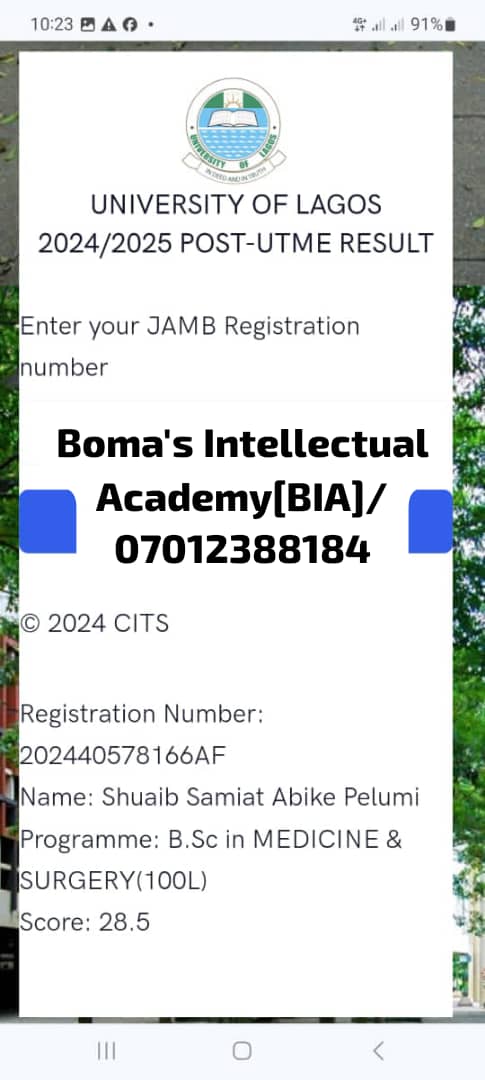 10:23
4G+
91%
UNIVERSITY OF LAGOS
IN DEED AND IN TRUTH
UNIVERSITY OF LAGOS
2024/2025 POST-UTME RESULT
Enter your JAMB Registration
number
Boma's Intellectual
Academy[BIA]/
07012388184
© 2024 CITS
Registration Number:
202440578166AF
Name: Shuaib Samiat Abike Pelumi
Programme: B.Sc in MEDICINE &
SURGERY(100L)
Score: 28.5